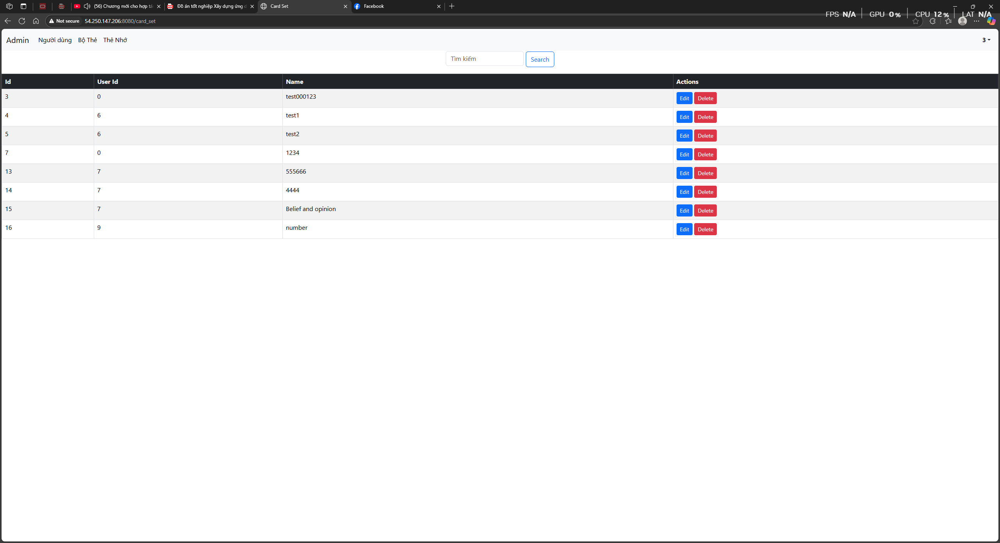 (56) Chương mới cho hợp tá
Đồ án tốt nghiệp Xây dựng ứng d
Card Set
Facebook
Not secure
54.250.147.206:8080/card_set
FPS N/A
GPU 0 %
CPU 12 %
LAT N/A
Admin Người dùng Bộ Thẻ Thẻ Nhớ
3
Tìm kiếm Search
Id User Id Name Actions
3 0 test000123 Edit Delete
4 6 test1 Edit Delete
5 6 test2 Edit Delete
7 0 1234 Edit Delete
13 7 555666 Edit Delete
14 7 4444 Edit Delete
15 7 Belief and opinion Edit Delete
16 9 number Edit Delete